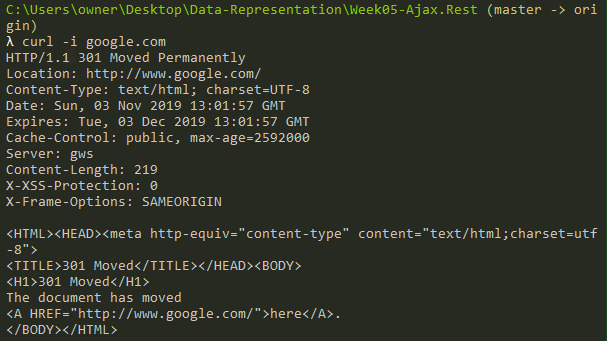 C:\Users\owner\Desktop\Data-Representation\Week05-Ajax.Rest (master -> ori
gin)
λ curl -i google.com
HTTP/1.1 301 Moved Permanently
Location: http://www.google.com/
Content-Type: text/html; charset=UTF-8
Date: Sun, 03 Nov 2019 13:01:57 GMT
Expires: Tue, 03 Dec 2019 13:01:57 GMT
Cache-Control: public, max-age=2592000
Server: gws
Content-Length: 219
X-XSS-Protection: 0
X-Frame-Options: SAMEORIGIN

<HTML><HEAD><meta http-equiv="content-type" content="text/html;charset=utf
-8">
<TITLE>301 Moved</TITLE></HEAD><BODY>
<H1>301 Moved</H1>
The document has moved
<A HREF="http://www.google.com/">here</A>.
</BODY></HTML>